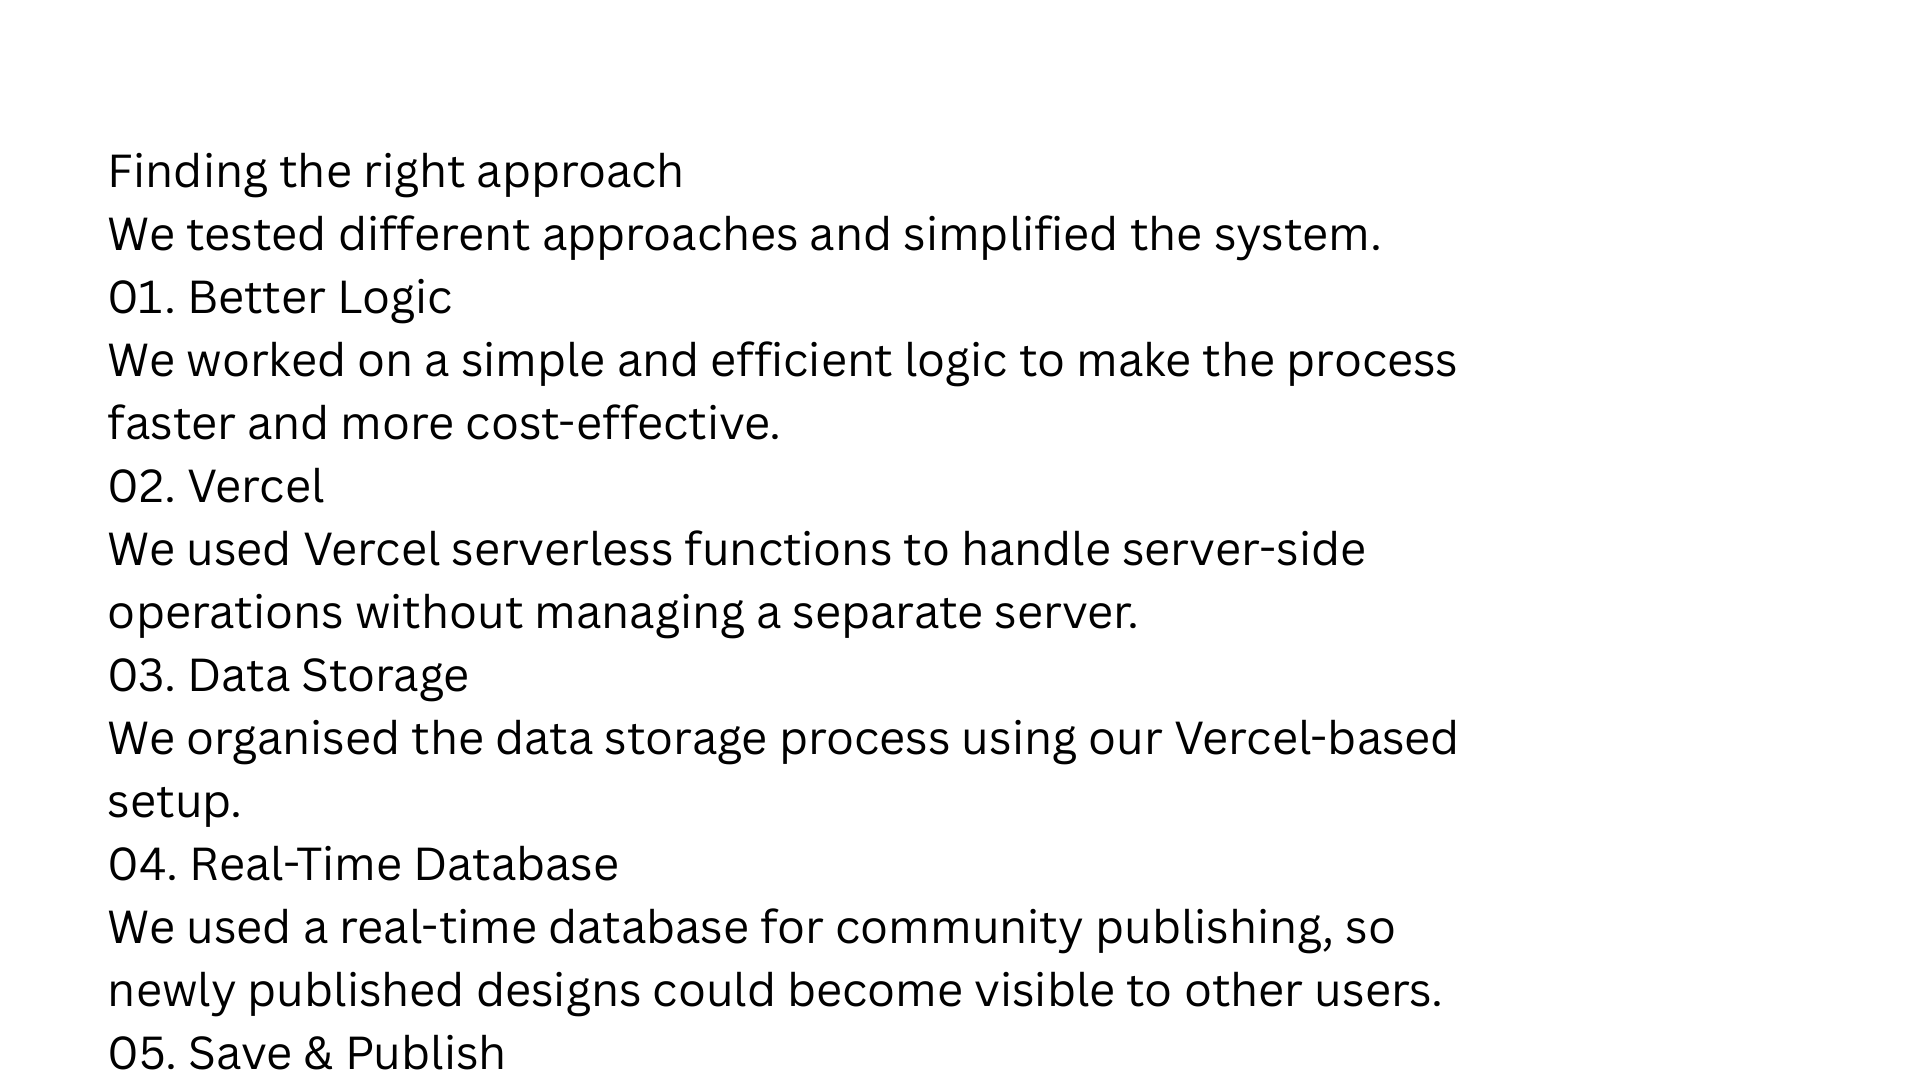 Finding the right approach
We tested different approaches and simplified the system.
01. Better Logic
We worked on a simple and efficient logic to make the process
faster and more cost-effective.
02. Vercel
We used Vercel serverless functions to handle server-side
operations without managing a separate server.
03. Data Storage
We organised the data storage process using our Vercel-based
setup.
04. Real-Time Database
We used a real-time database for community publishing, so
newly published designs could become visible to other users.
05. Save & Publish